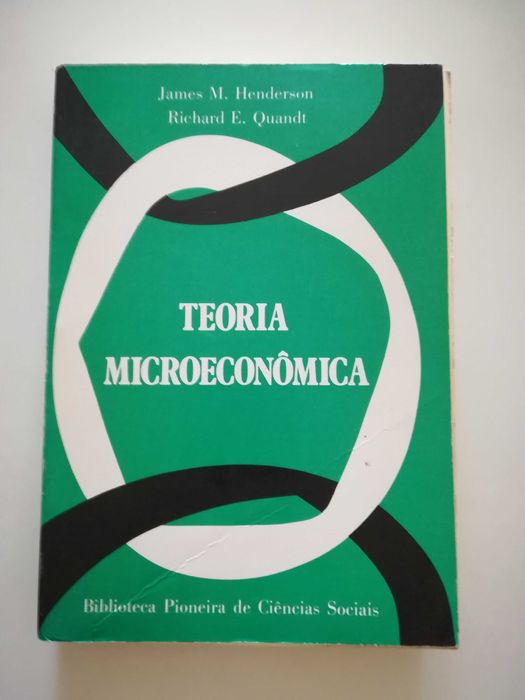 James M. Henderson
Richard E. Quandt
TEORIA
MICROECONÔMICA
Biblioteca Pioneira de Ciências Sociais